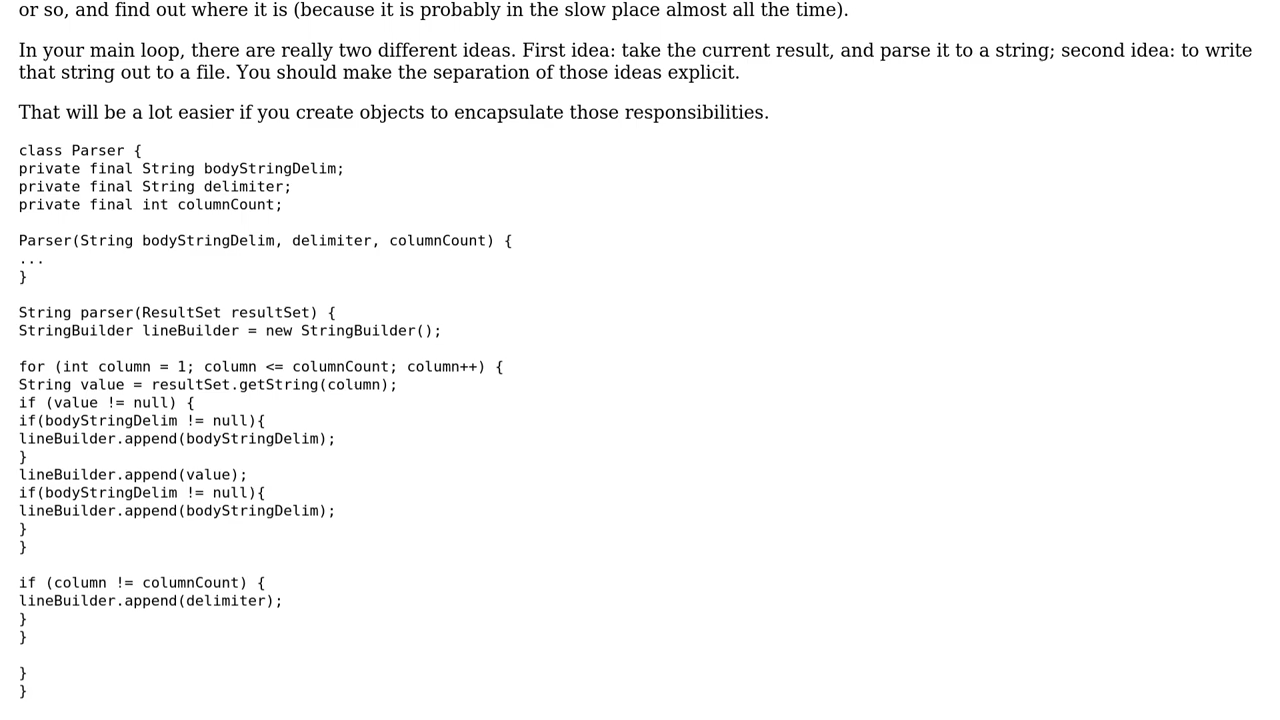 or so, and find out where it is (because it is probably in the slow place almost all the time).
In your main loop, there are really two different ideas. First idea: take the current result, and parse it to a string; second idea: to write
that string out to a file. You should make the separation of those ideas explicit.
That will be a lot easier if you create objects to encapsulate those responsibilities.
class Parser {
private final String bodyStringDelim;
private final String delimiter;
private final int columnCount;
Parser(String bodyStringDelim, delimiter, columnCount) {
...
}
String parser(ResultSet resultSet) {
StringBuilder lineBuilder = new StringBuilder();
for (int column = 1; column <= columnCount; column++) {
String value = resultSet.getString(column);
if (value != null) {
if(bodyStringDelim != null){
lineBuilder.append(bodyStringDelim);
}
lineBuilder.append(value);
if(bodyStringDelim != null){
lineBuilder.append(bodyStringDelim);
}
}
if (column != columnCount) {
lineBuilder.append(delimiter);
}
}
}
}